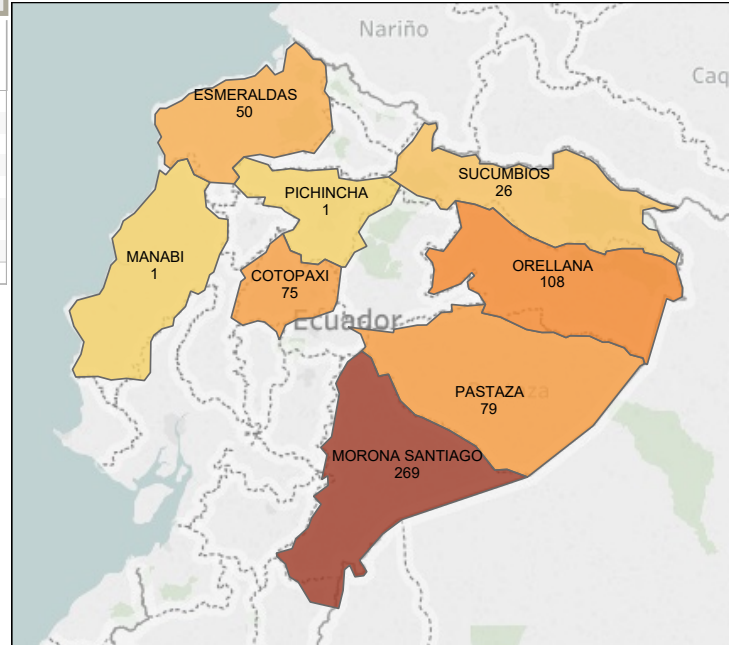 Nariño
Caq
ESMERALDAS
50
SUCUMBIOS
26
PICHINCHA
1
MANABI
1
ORELLANA
108
COTOPAXI
75
Ecuador
PASTAZA
79
MORONA SANTIAGO
269